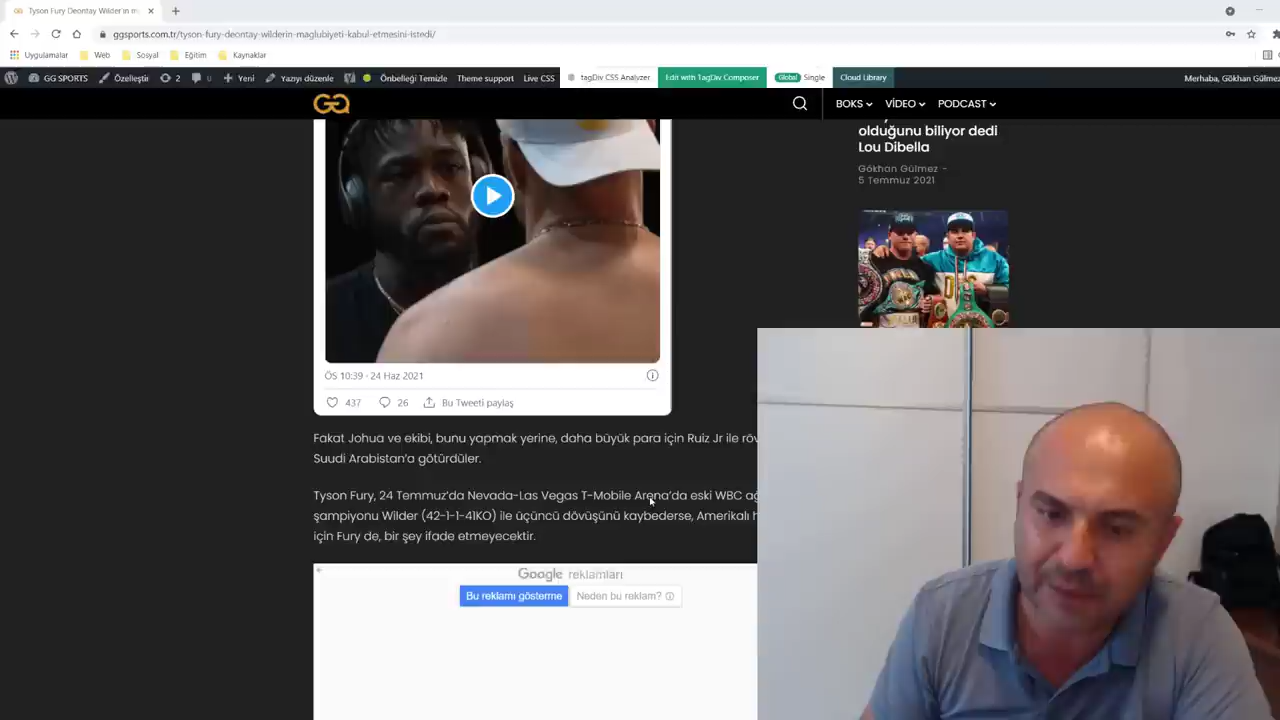 Tyson Fury Deontay Wilder'ın m
ggsports.com.tr/tyson-fury-deontay-wilderin-maglubiyeti-kabul-etmesini-istedi/
Uygulamalar Web Sosyal Eğitim Kaynaklar
GG SPORTS Özelleştir 2 0 Yeni Yazıyı düzenle Önbelleği Temizle Theme support Live CSS tagDiv CSS Analyzer Edit with TagDiv Composer Global Single Cloud Library Merhaba, Gökhan Gülmez
BOKS VİDEO PODCAST
olduğunu biliyor dedi
Lou Dibella
Gökhan Gülmez -
5 Temmuz 2021
ÖS 10:39 · 24 Haz 2021
437 26 Bu Tweeti paylaş
Fakat Johua ve ekibi, bunu yapmak yerine, daha büyük para için Ruiz Jr ile röv
Suudi Arabistan'a götürdüler.
Tyson Fury, 24 Temmuz'da Nevada-Las Vegas T-Mobile Arena'da eski WBC ağ
şampiyonu Wilder (42-1-1-41KO) ile üçüncü dövüşünü kaybederse, Amerikalı h
için Fury de, bir şey ifade etmeyecektir.
Google reklamları
Bu reklamı gösterme Neden bu reklam?